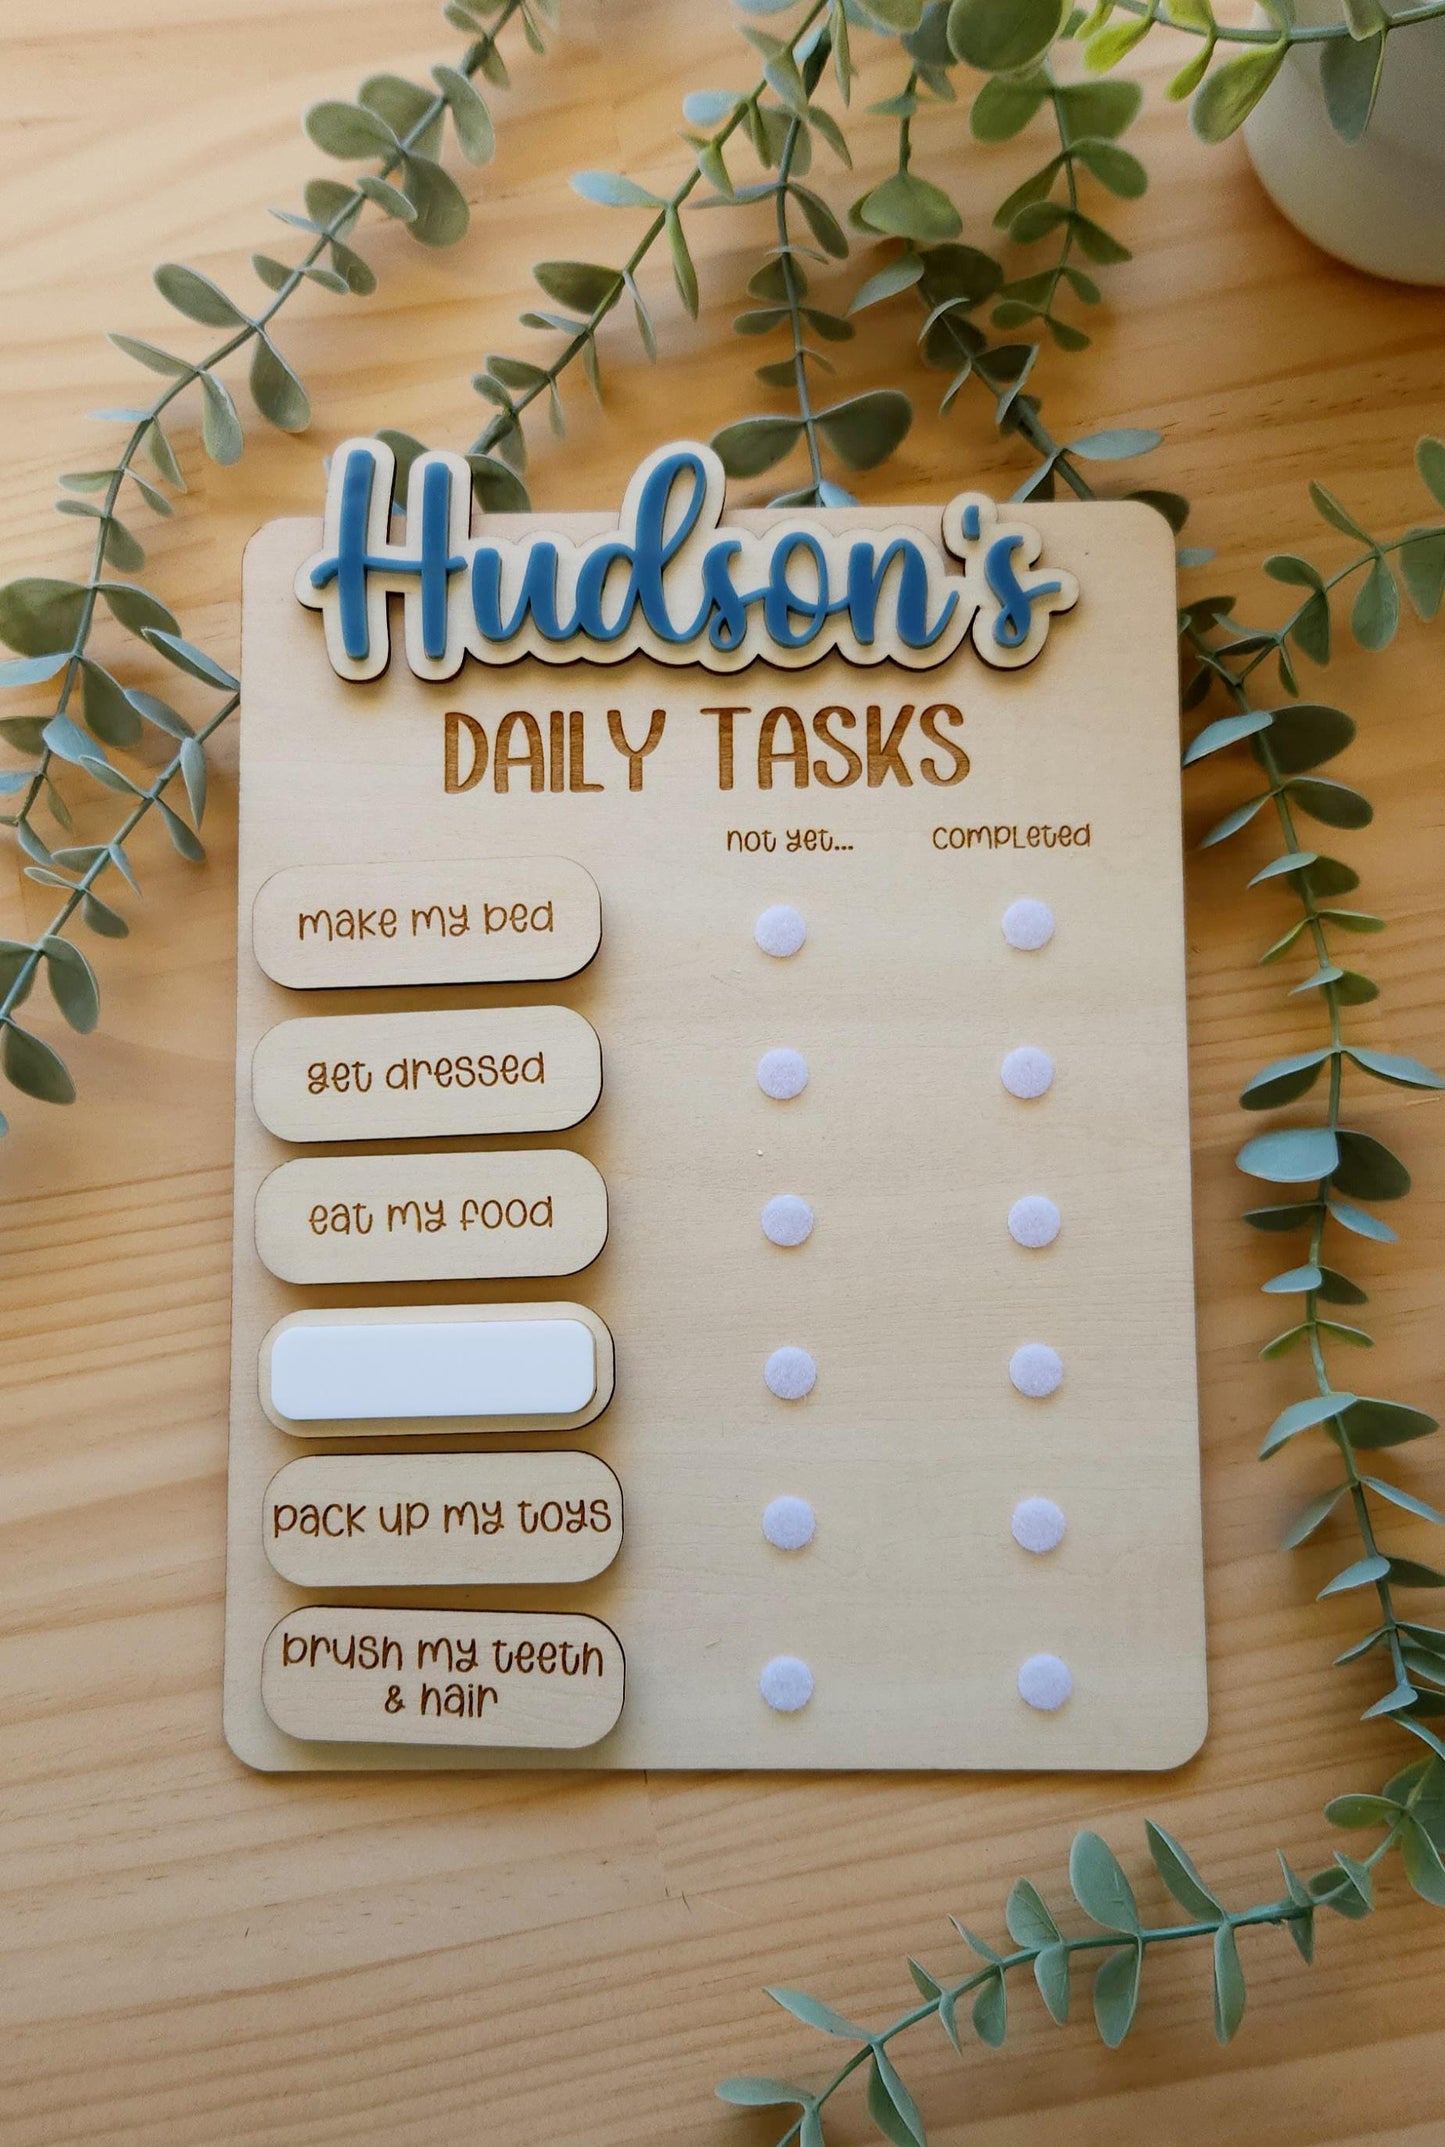 Hudson's
DAILY TASKS
not yet... completed
make my bed
get dressed
eat my food
pack up my toys
brush my teeth
& hair